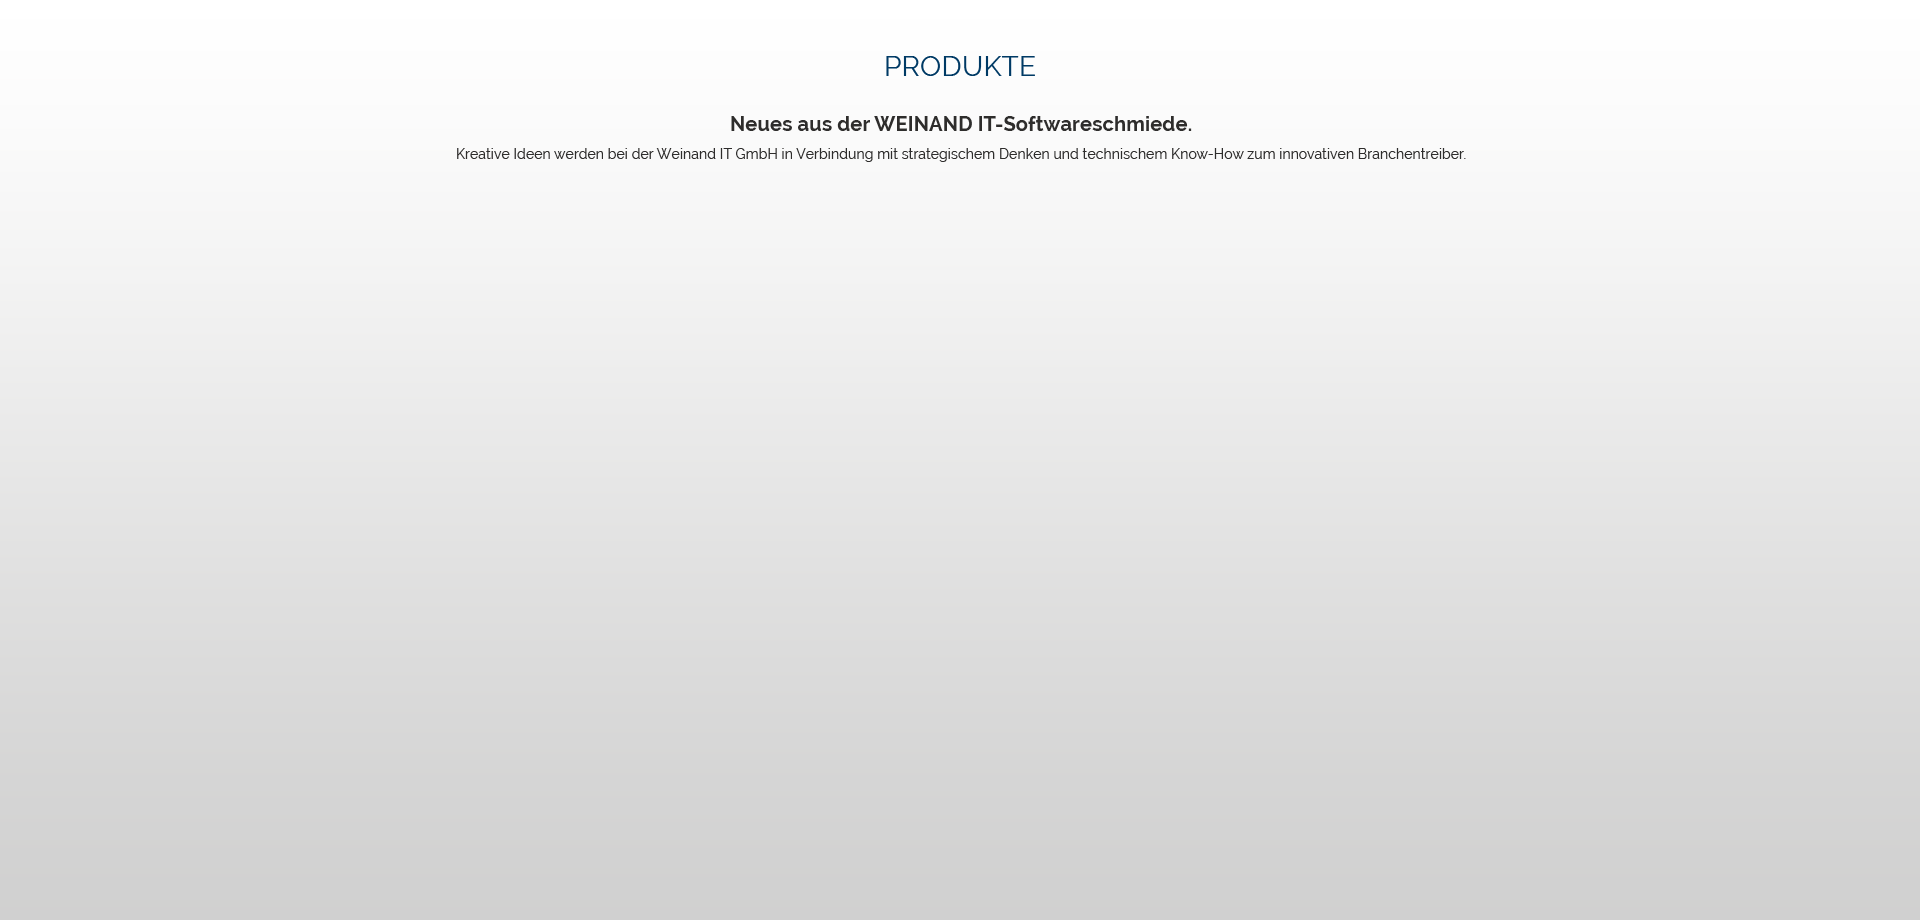 PRODUKTE
Neues aus der WEINAND IT-Softwareschmiede.
Kreative Ideen werden bei der Weinand IT GmbH in Verbindung mit strategischem Denken und technischem Know-How zum innovativen Branchentreiber.